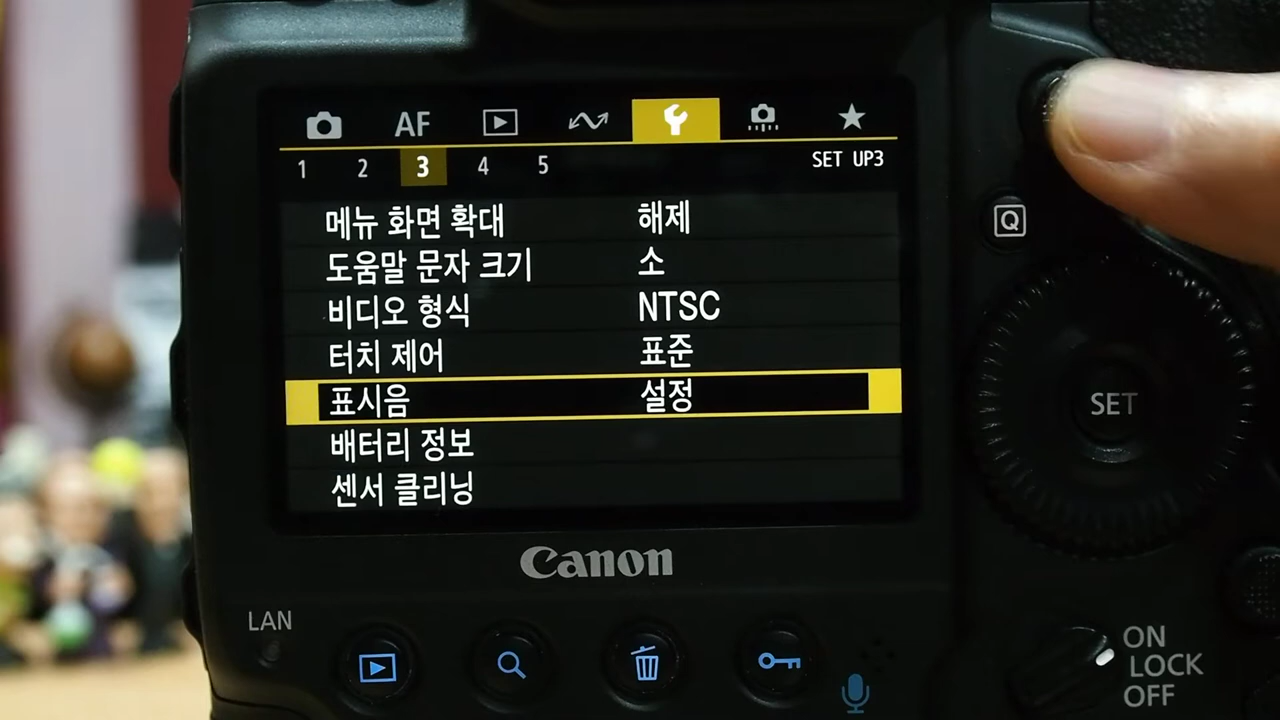 AF
1 2 3 4 5 SET UP3
메뉴 화면 확대 해제
도움말 문자 크기 소
비디오 형식 NTSC
터치 제어 표준
표시음 설정
배터리 정보
센서 클리닝
Q
SET
Canon
LAN
ON
LOCK
OFF